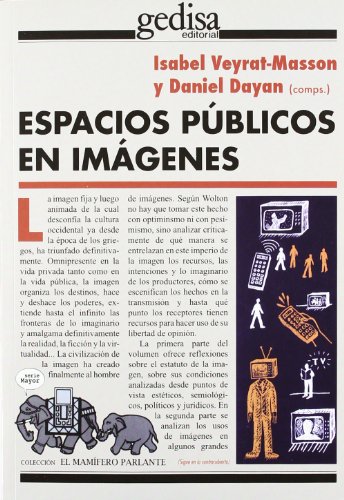 gedisa
editorial
Isabel Veyrat-Masson
y Daniel Dayan (comps.)
ESPACIOS PÚBLICOS
EN IMÁGENES
La imagen fija y luego
animada de la cual
desconfía la cultura
occidental ya desde
la época de los grie-
gos, ha triunfado definitiva-
mente. Omnipresente en la
vida privada tanto como en
la vida pública, la imagen
organiza los destinos, hace
y deshace los poderes, ex-
tiende hasta el infinito las
fronteras de lo imaginario
y amalgama definitivamente
la realidad, la ficción y la vir-
tualidad... La civilización de
la imagen ha creado
finalmente al hombre
de imágenes. Según Wolton
no hay que tomar este hecho
con optimismo ni con pesi-
mismo, sino analizar crítica-
mente de qué manera se
entrelazan en este imperio de
la imagen los recursos, las
intenciones y lo imaginario
de los productores, cómo se
escenifican los hechos en la
transmisión y hasta qué
punto los receptores tienen
recursos para hacer uso de su
libertad de opinión.
La primera parte del
volumen ofrece reflexiones
sobre el estatuto de la ima-
gen, sobre sus condiciones
analizadas desde puntos de
vista estéticos, semiológi-
cos, políticos y jurídicos. En
la segunda parte se
analizan los usos
de imágenes en
algunos grandes
(Sigue en la contracubierta)
serie
Mayor
COLECCIÓN EL MAMÍFERO PARLANTE